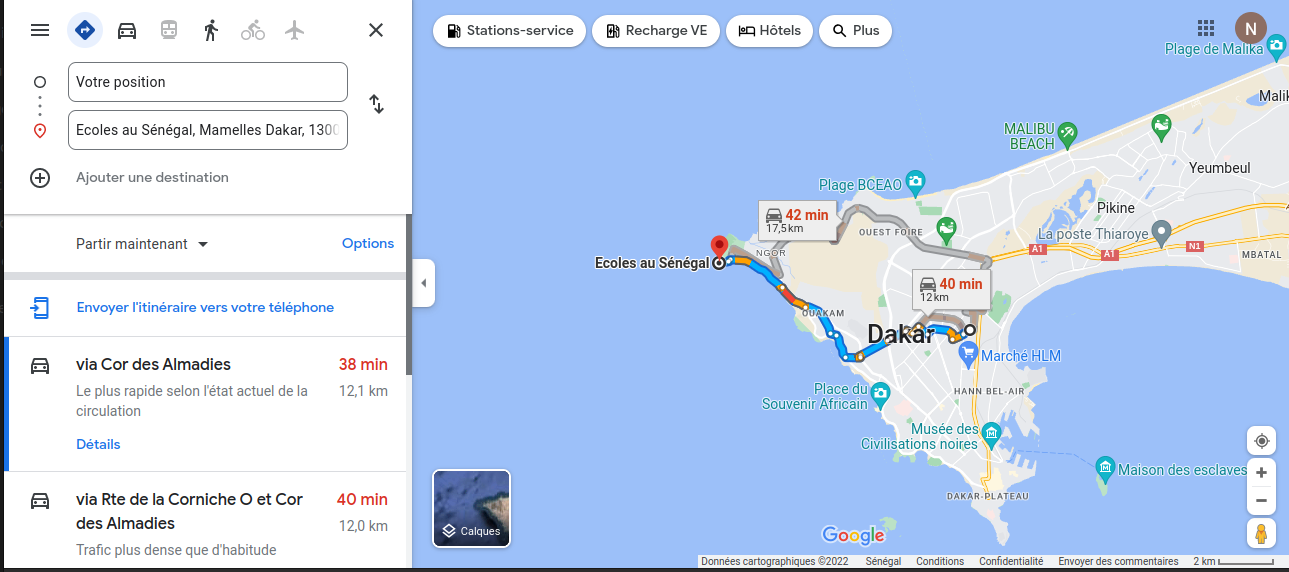 Votre position
Ecoles au Sénégal, Mamelles Dakar, 1300
Ajouter une destination
Partir maintenant
Options
Envoyer l'itinéraire vers votre téléphone
via Cor des Almadies
38 min
Le plus rapide selon l'état actuel de la
12,1 km
circulation
Détails
via Rte de la Corniche O et Cor
40 min
des Almadies
12,0 km
Trafic plus dense que d'habitude
Stations-service
Recharge VE
Hôtels
Plus
N
Plage de Malika
Malik
MALIBU
BEACH
Yeumbeul
Plage BCEAO
Pikine
42 min
17,5 km
OUEST FOIRE
La poste Thiaroye
A1
A1
N1
MBATAL
NGOR
Ecoles au Sénégal
40 min
12 km
OUAKAM
Dakar
Marché HLM
Place du
Souvenir Africain
HANN BEL-AIR
Musée des
Civilisations noires
Maison des esclaves
DAKAR-PLATEAU
Calques
Google
Données cartographiques ©2022
Sénégal
Conditions
Confidentialité
Envoyer des commentaires
2 km